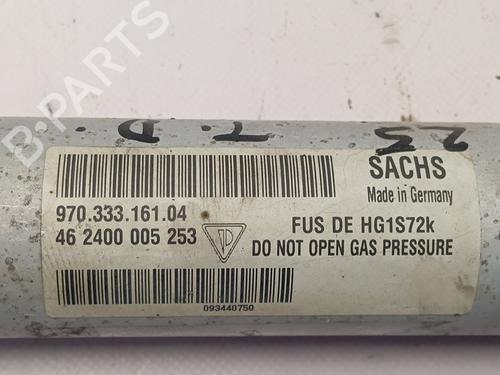 B-PARTS
T.D. 25
SACHS
Made in Germany
970.333.161.04
46 2400 005 253
FUS DE HG1S72k
DO NOT OPEN GAS PRESSURE
093440750